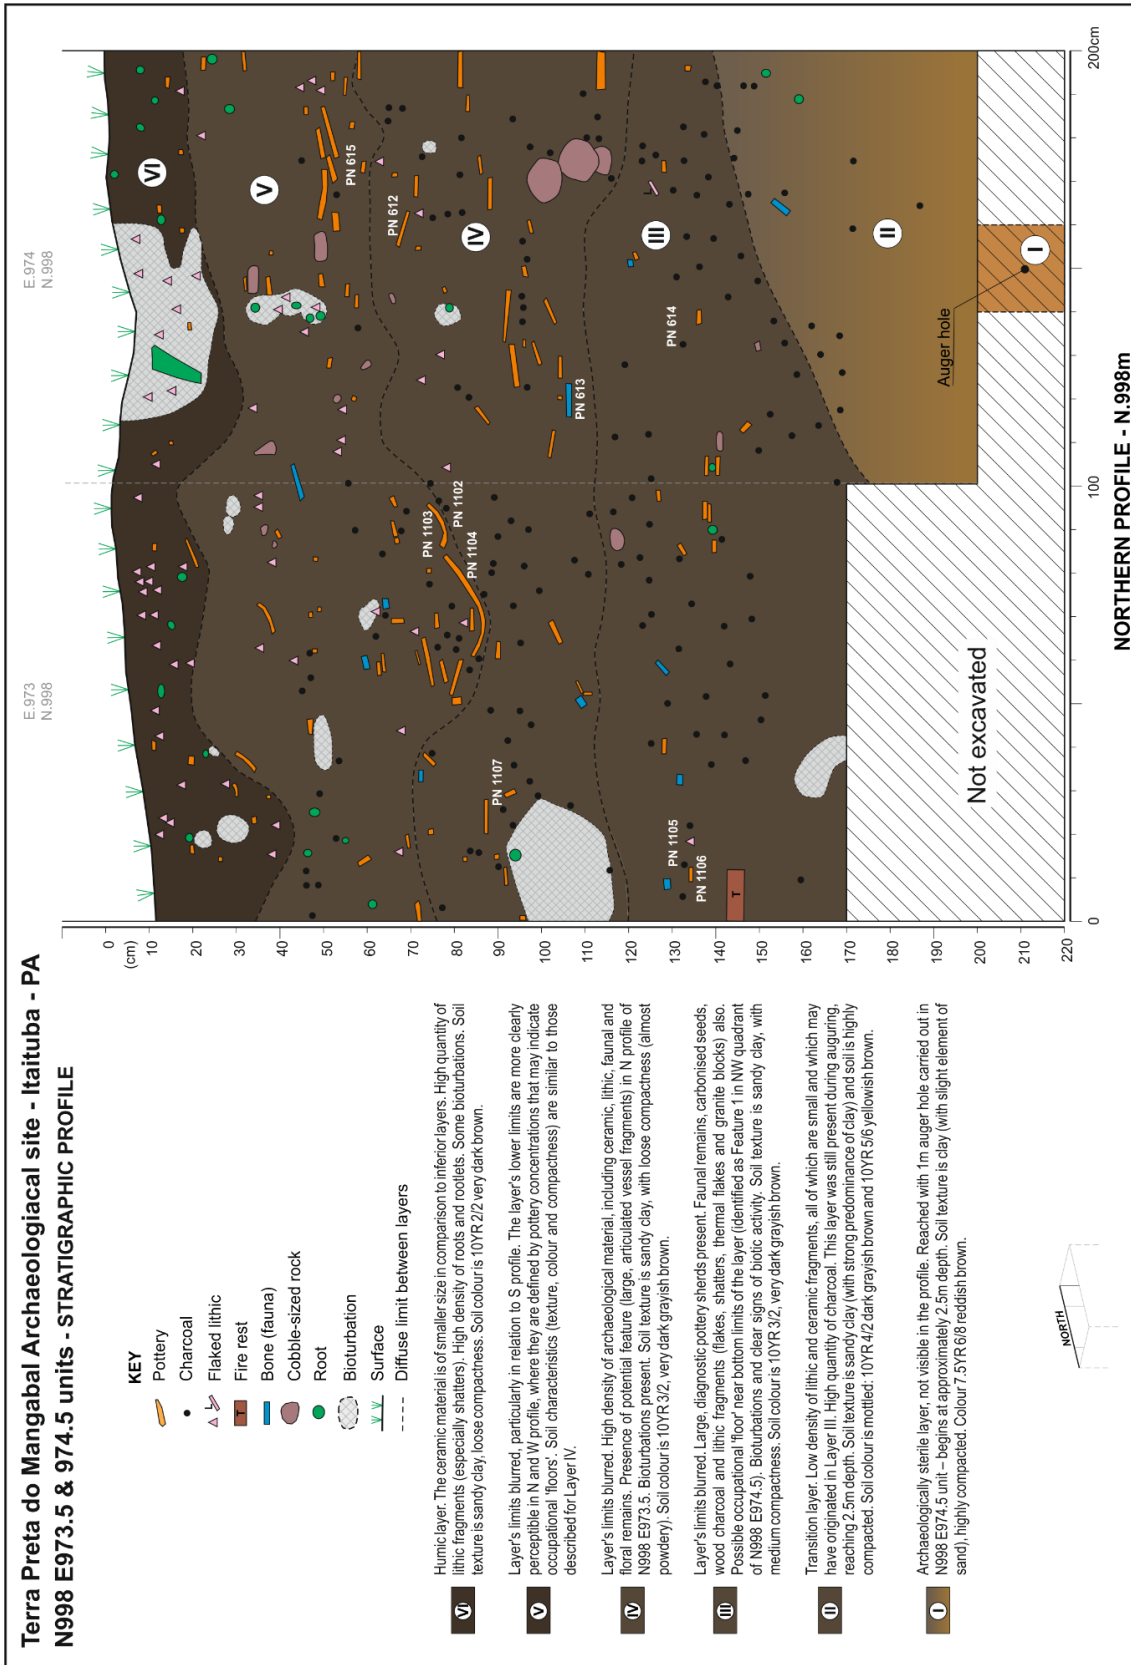 Terra Preta do Mangabal Archaeologiacal site - Itaituba - PA
N998 E973.5 & 974.5 units - STRATIGRAPHIC PROFILE
KEY
Pottery
Charcoal
L
Flaked lithic
T
Fire rest
Bone (fauna)
Cobble-sized rock
Root
Bioturbation
Surface
Diffuse limit between layers
VI
Humic layer. The ceramic material is of smaller size in comparison to inferior layers. High quantity of
lithic fragments (especially shatters). High density of roots and rootlets. Some bioturbations. Soil
texture is sandy clay, loose compactness. Soil colour is 10YR 2/2 very dark brown.
V
Layer's limits blurred, particularly in relation to S profile. The layer's lower limits are more clearly
perceptible in N and W profile, where they are defined by pottery concentrations that may indicate
occupational 'floors'. Soil characteristics (texture, colour and compactness) are similar to those
described for Layer IV.
IV
Layer's limits blurred. High density of archaeological material, including ceramic, lithic, faunal and
floral remains. Presence of potential feature (large, articulated vessel fragments) in N profile of
N998 E973.5. Bioturbations present. Soil texture is sandy clay, with loose compactness (almost
powdery). Soil colour is 10YR 3/2, very dark grayish brown.
III
Layer's limits blurred. Large, diagnostic pottery sherds present. Faunal remains, carbonised seeds,
wood charcoal and lithic fragments (flakes, shatters, thermal flakes and granite blocks) also.
Possible occupational 'floor' near bottom limits of the layer (identified as Feature 1 in NW quadrant
of N998 E974.5). Bioturbations and clear signs of biotic activity. Soil texture is sandy clay, with
medium compactness. Soil colour is 10YR 3/2, very dark grayish brown.
II
Transition layer. Low density of lithic and ceramic fragments, all of which are small and which may
have originated in Layer III. High quantity of charcoal. This layer was still present during auguring,
reaching 2.5m depth. Soil texture is sandy clay (with strong predominance of clay) and soil is highly
compacted. Soil colour is mottled: 10YR 4/2 dark grayish brown and 10YR 5/6 yellowish brown.
I
Archaeologically sterile layer, not visible in the profile. Reached with 1m auger hole carried out in
N998 E974.5 unit – begins at approximately 2.5m depth. Soil texture is clay (with slight element of
sand), highly compacted. Colour 7.5YR 6/8 reddish brown.
NORTH
E.973
N.998
E.974
N.998
0
(cm)
10
20
30
40
50
60
70
80
90
100
110
120
130
140
150
160
170
180
190
200
210
220
VI
V
IV
III
II
I
PN 615
PN 612
PN 614
PN 613
PN 1102
PN 1103
PN 1104
PN 1107
PN 1105
PN 1106
L
T
Auger hole
Not excavated
0
100
200cm
NORTHERN PROFILE - N.998m